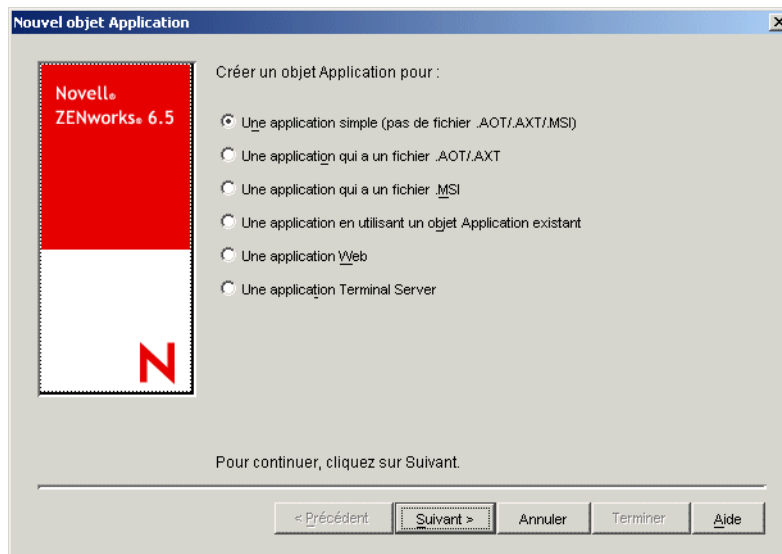 Nouvel objet Application
Novell®
ZENworks® 6.5
N
Créer un objet Application pour :
Une application simple (pas de fichier .AOT/.AXT/.MSI)
Une application qui a un fichier .AOT/.AXT
Une application qui a un fichier .MSI
Une application en utilisant un objet Application existant
Une application Web
Une application Terminal Server
Pour continuer, cliquez sur Suivant.
< Précédent
Suivant >
Annuler
Terminer
Aide